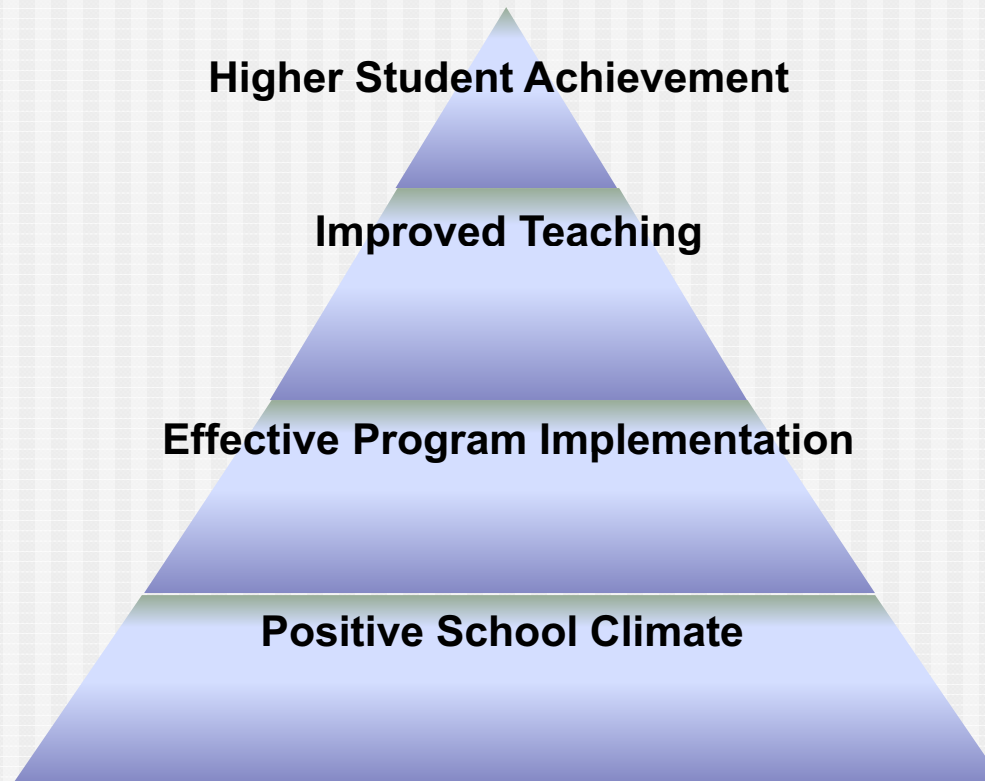 Higher Student Achievement
Improved Teaching
Effective Program Implementation
Positive School Climate